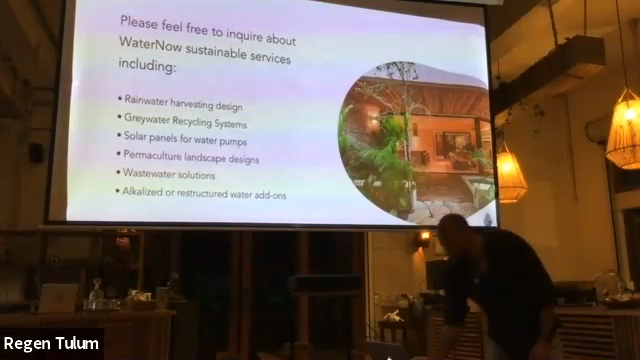 Please feel free to inquire about
WaterNow sustainable services
including:
• Rainwater harvesting design
• Greywater Recycling Systems
• Solar panels for water pumps
• Permaculture landscape designs
• Wastewater solutions
• Alkalized or restructured water add-ons
Regen Tulum